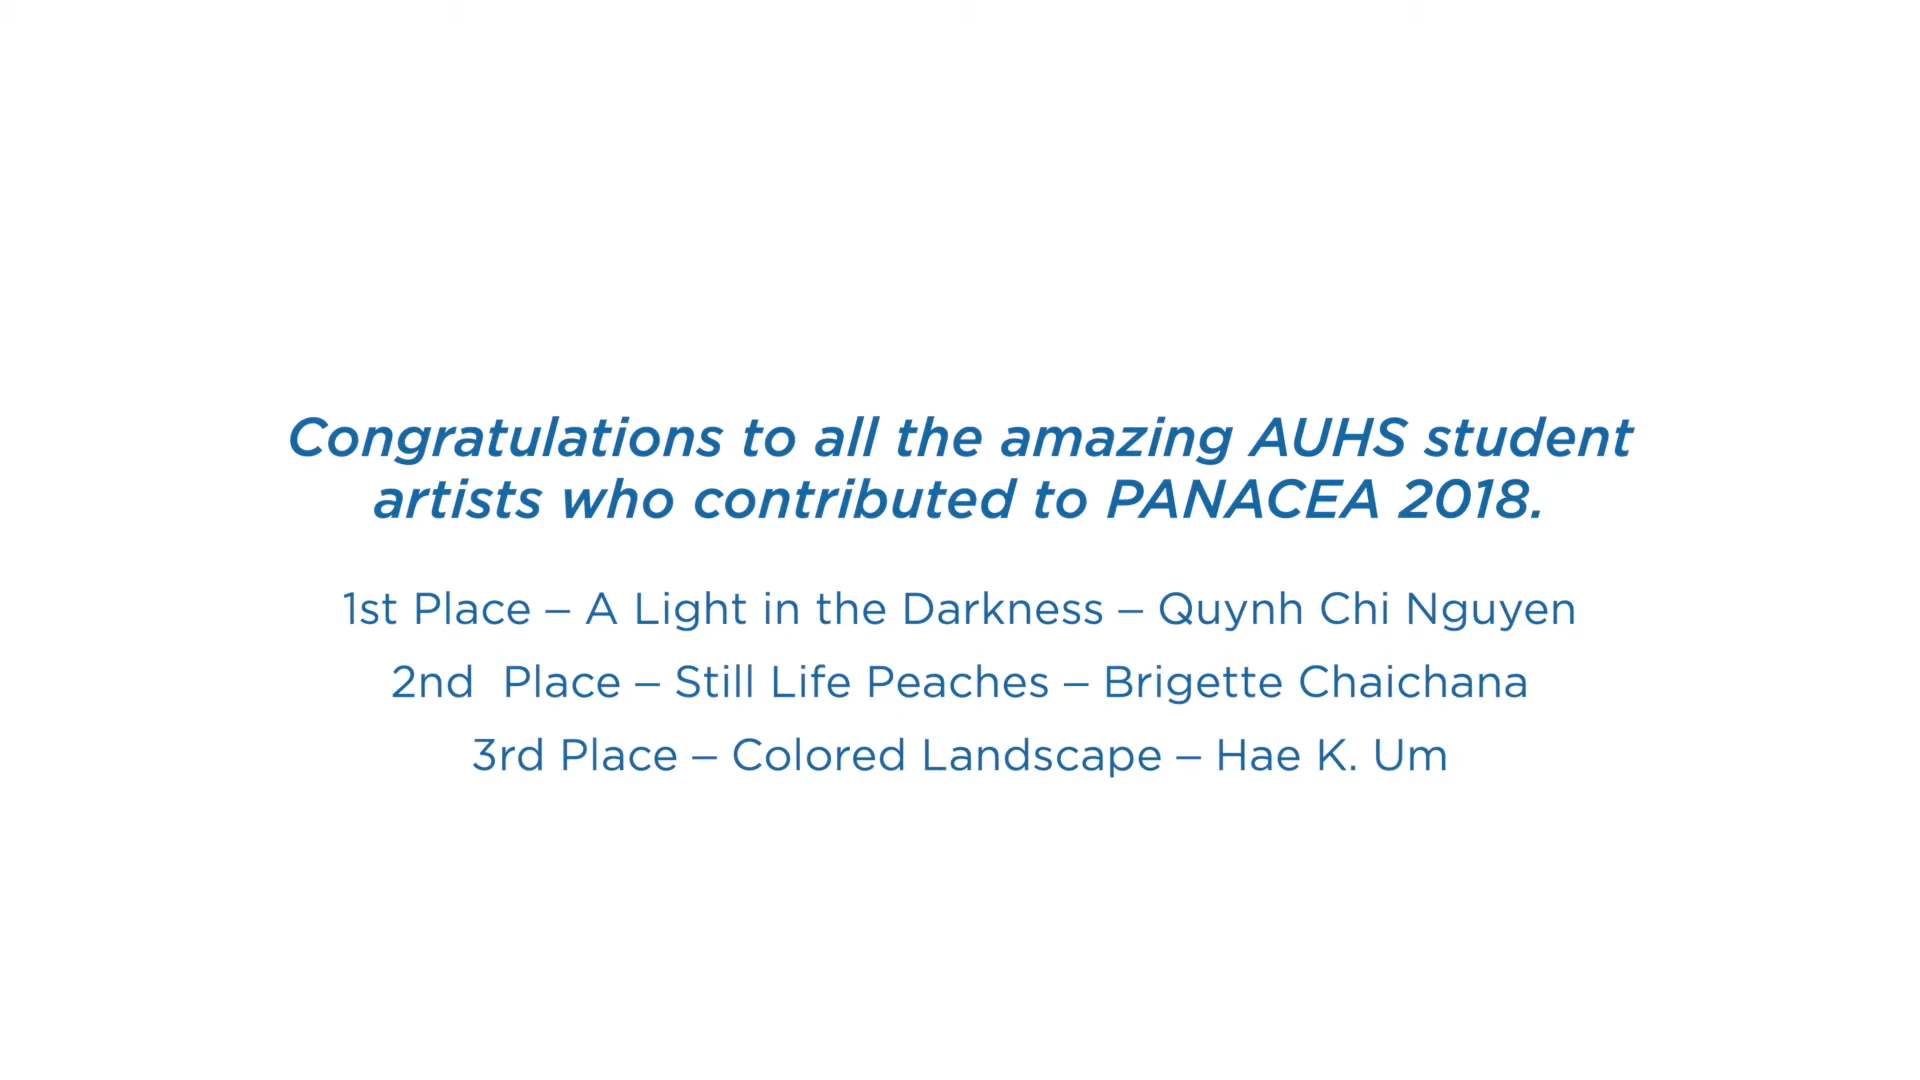 Congratulations to all the amazing AUHS student
artists who contributed to PANACEA 2018.
1st Place – A Light in the Darkness – Quynh Chi Nguyen
2nd  Place – Still Life Peaches – Brigette Chaichana
3rd Place – Colored Landscape – Hae K. Um